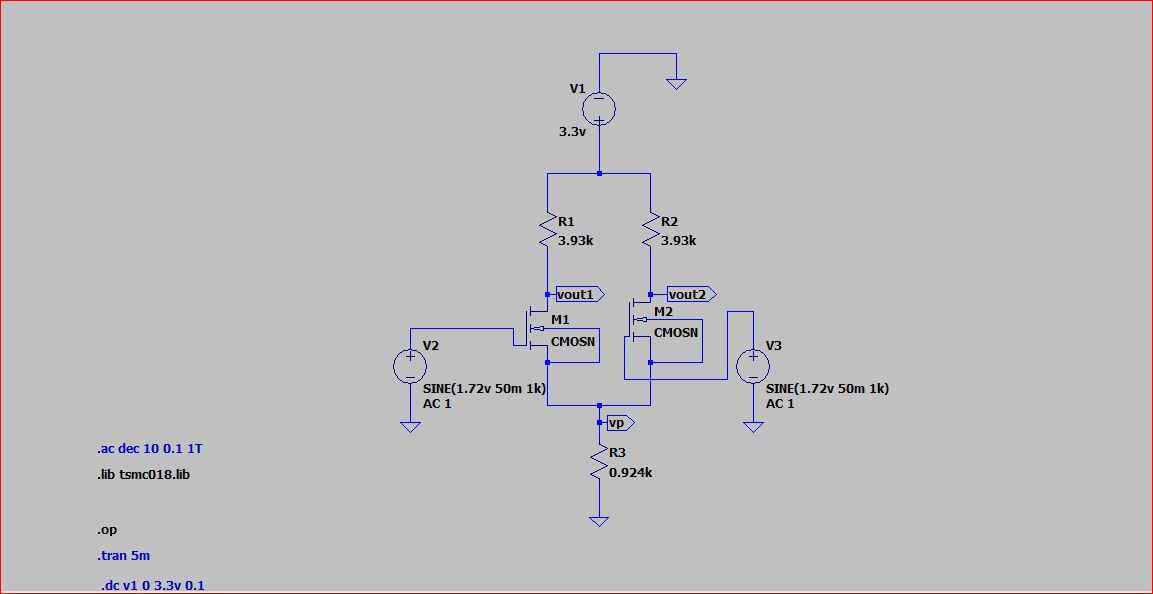 V1
3.3v
R1
3.93k
R2
3.93k
vout1
vout2
M1
CMOSN
M2
CMOSN
V2
SINE(1.72v 50m 1k)
AC 1
V3
SINE(1.72v 50m 1k)
AC 1
vp
R3
0.924k
.ac dec 10 0.1 1T
.lib tsmc018.lib
.op
.tran 5m
.dc v1 0 3.3v 0.1